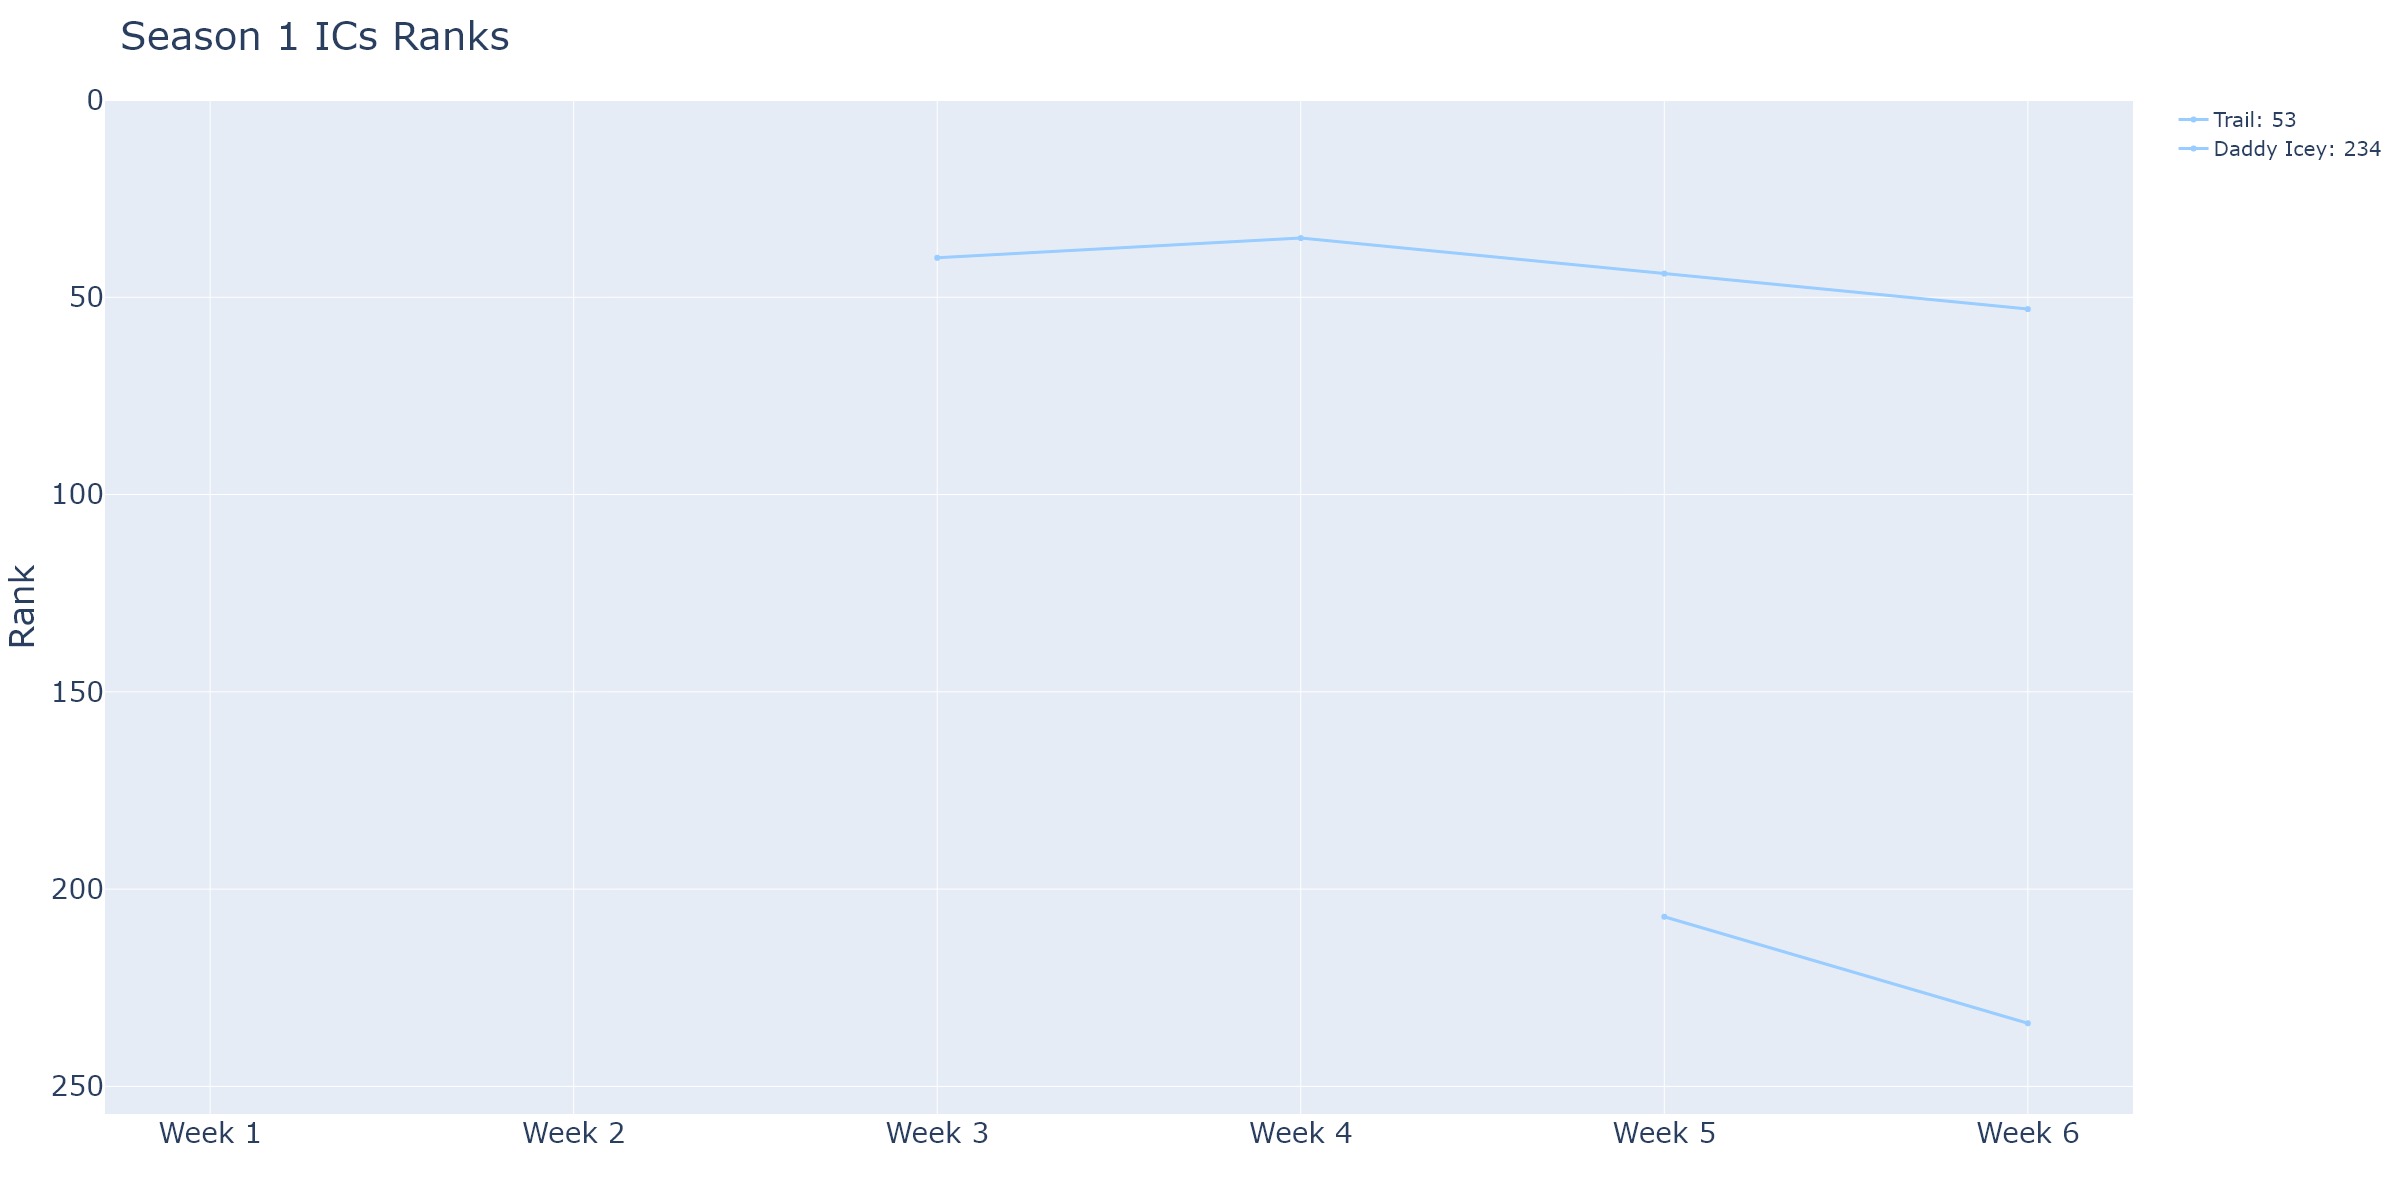 Season 1 ICs Ranks
Trail: 53
Daddy Icey: 234
Rank
0
50
100
150
200
250
Week 1
Week 2
Week 3
Week 4
Week 5
Week 6